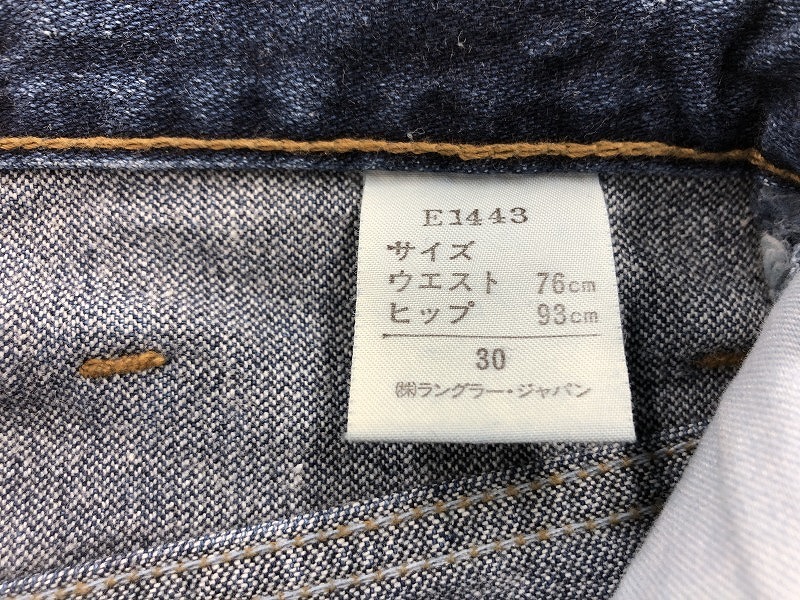 E1443
サイズ
ウエスト 76cm
ヒップ 93cm
30
㈱ラングラー・ジャパン